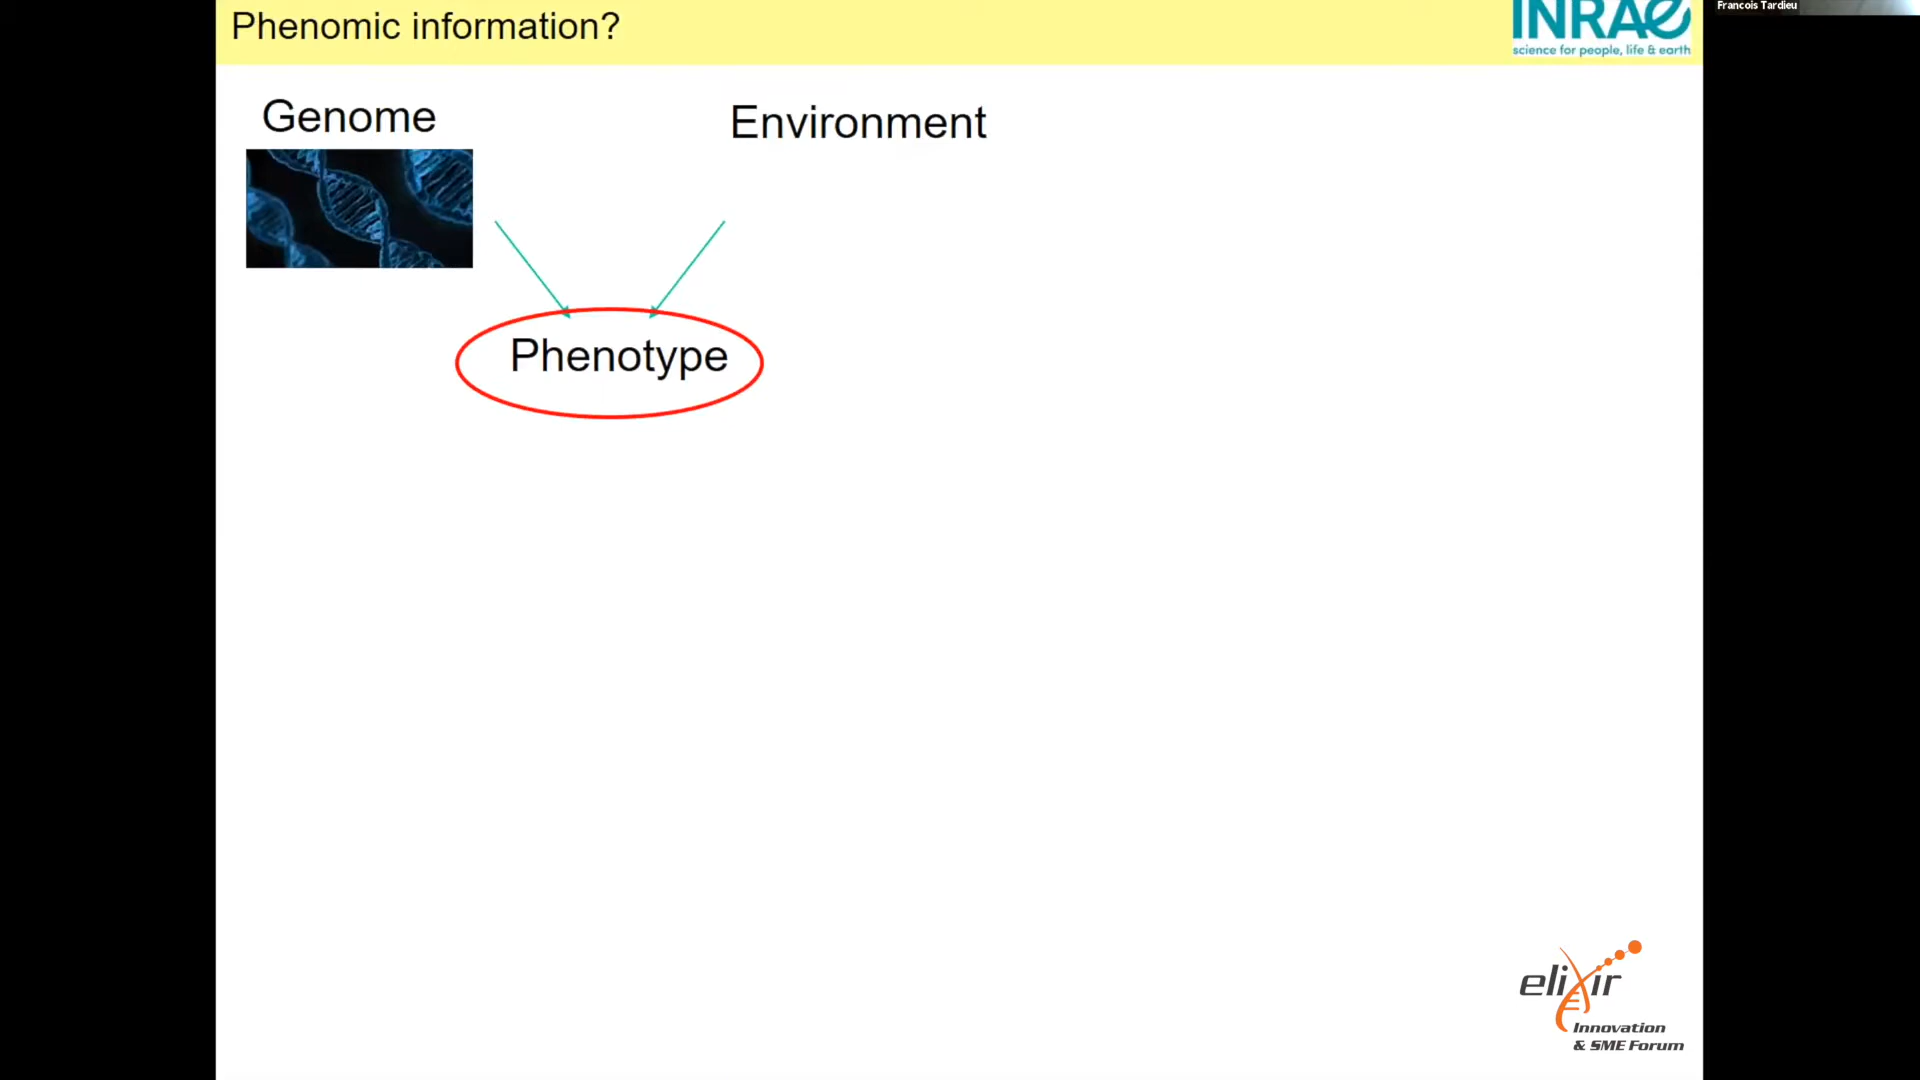 Phenomic information?
INRAE
science for people, life & earth
Francois Tardieu
Genome
Environment
Phenotype
elixir
Innovation
& SME Forum